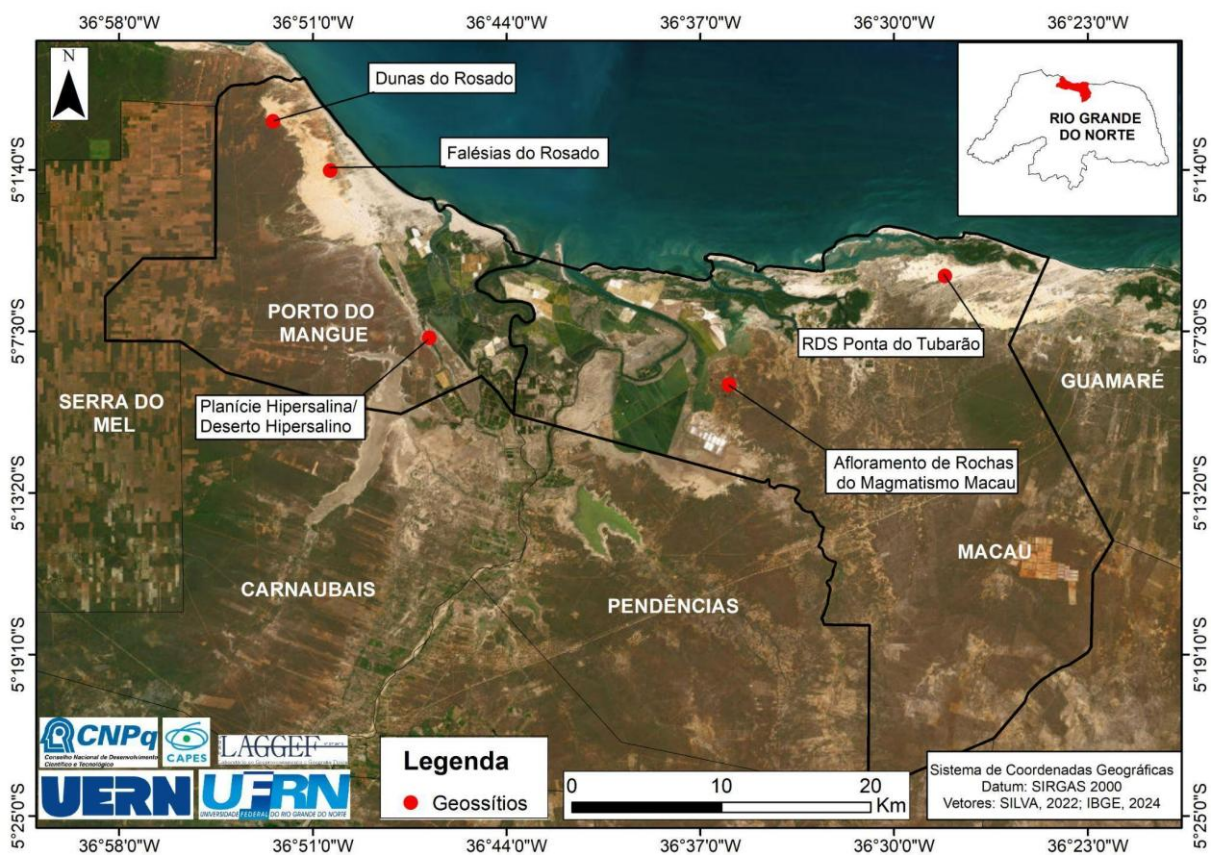 36°58'0"W
36°51'0"W
36°44'0"W
36°37'0"W
36°30'0"W
36°23'0"W
N
Dunas do Rosado
Falésias do Rosado
RIO GRANDE
DO NORTE
5°1'40"S
5°1'40"S
PORTO DO
MANGUE
5°7'30"S
5°7'30"S
RDS Ponta do Tubarão
GUAMARÉ
SERRA DO
MEL
Planície Hipersalina/
Deserto Hipersalino
Afloramento de Rochas
do Magmatismo Macau
5°13'20"S
5°13'20"S
MACAU
CARNAUBAIS
PENDÊNCIAS
5°19'10"S
5°19'10"S
CNPq
Conselho Nacional de Desenvolvimento
Científico e Tecnológico
CAPES
LAGGEF
UERN
UFRN
UNIVERSIDADE FEDERAL DO RIO GRANDE DO NORTE
Legenda
Geossítios
0
10
20
Km
Sistema de Coordenadas Geográficas
Datum: SIRGAS 2000
Vetores: SILVA, 2022; IBGE, 2024
5°25'0"S
5°25'0"S
36°58'0"W
36°51'0"W
36°44'0"W
36°37'0"W
36°30'0"W
36°23'0"W